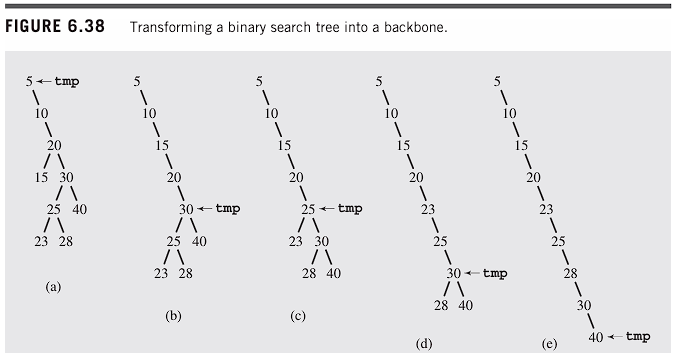 FIGURE 6.38 Transforming a binary search tree into a backbone.
5 ← tmp 5 5 5 5
10 10 10 10 10
20 15 15 15 15
15 30 20 20 20 20
25 40 30 ← tmp 25 ← tmp 23 23
23 28 25 40 23 30 25 25
23 28 28 40 30 ← tmp 28
(a) 28 40 30
(b) (c) 40 ← tmp
(d) (e)